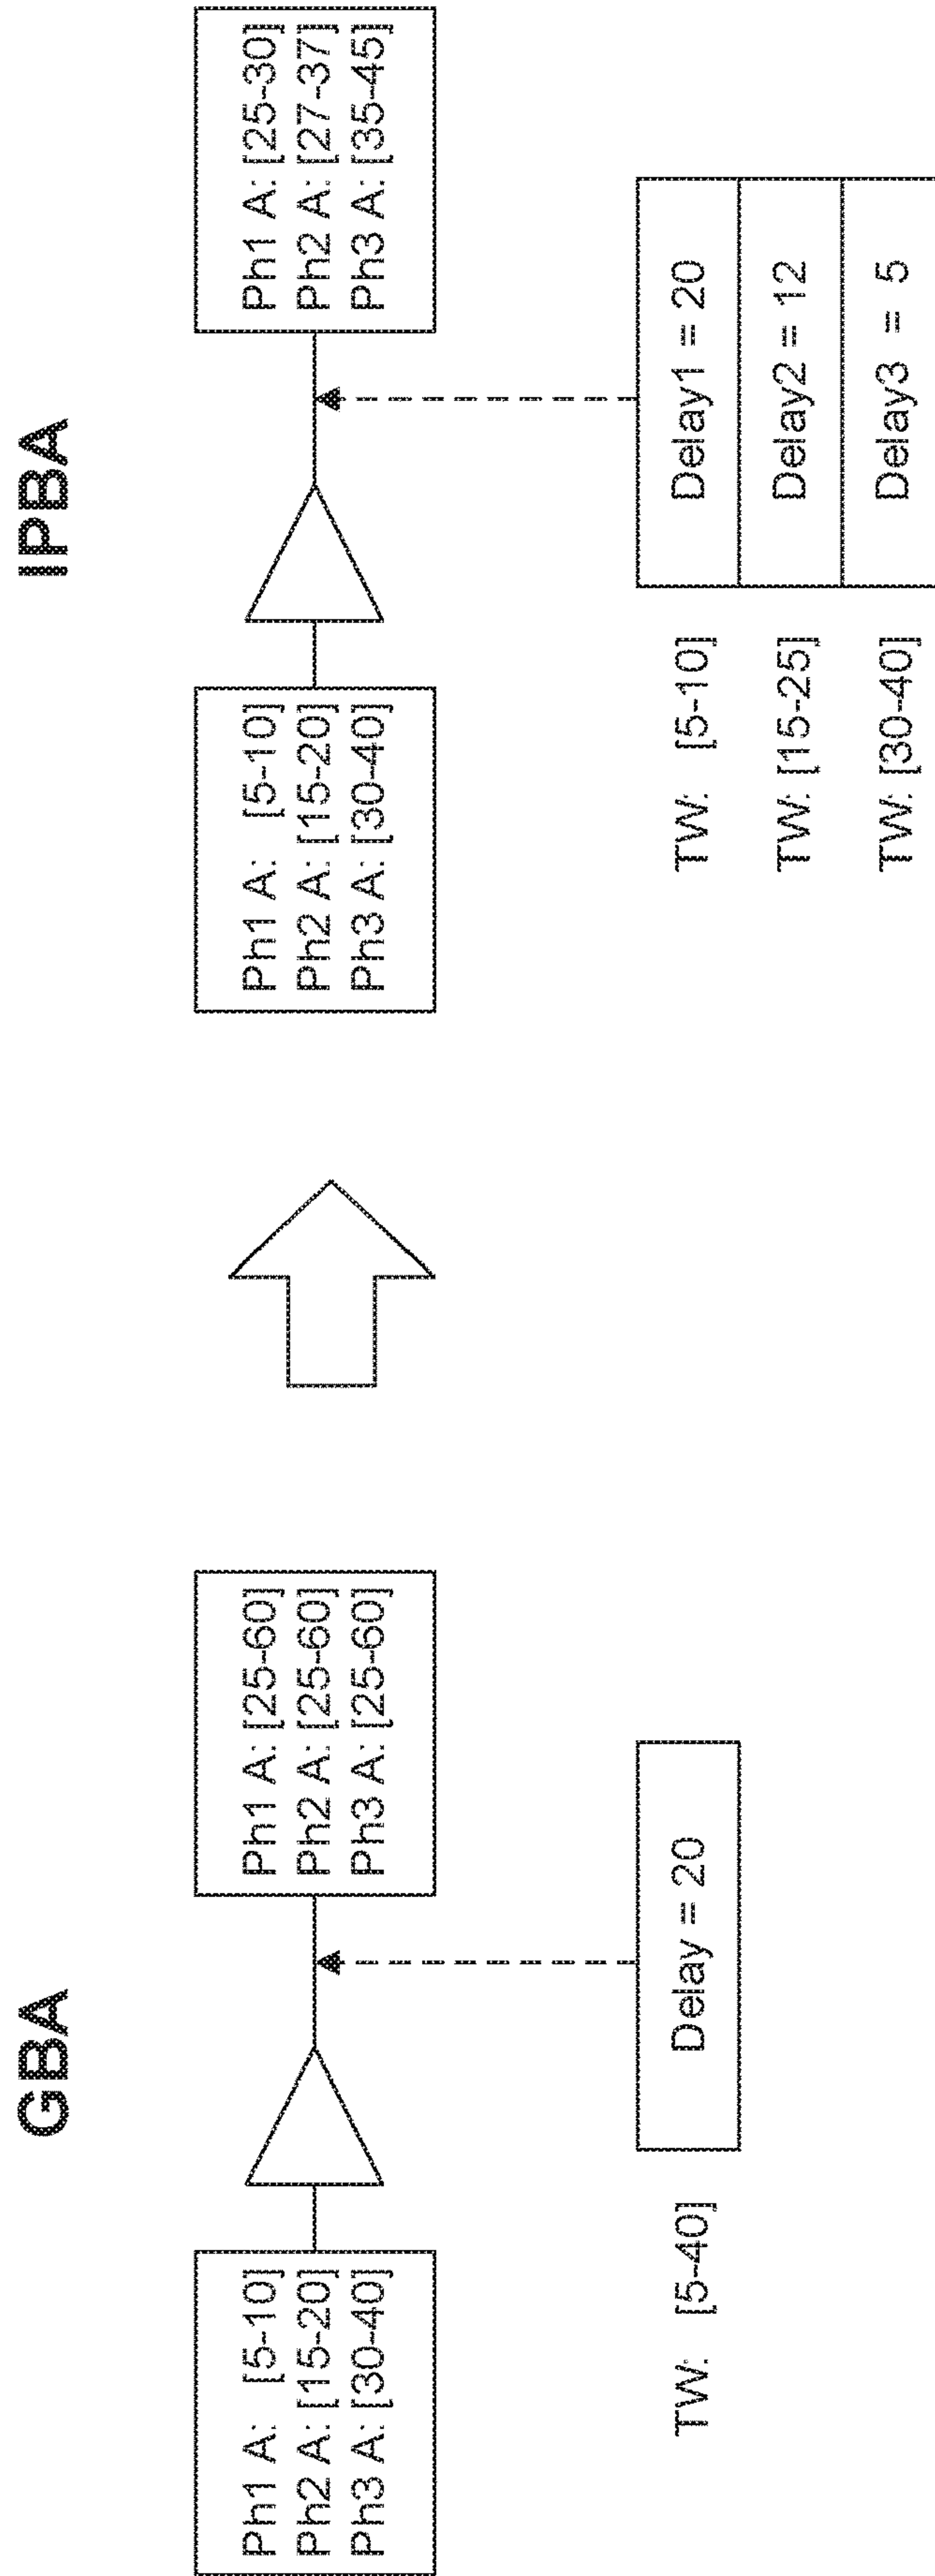 GBA
Ph1 A: [5-10]
Ph2 A: [15-20]
Ph3 A: [30-40]
Ph1 A: [25-60]
Ph2 A: [25-60]
Ph3 A: [25-60]
TW: [5-40]
Delay = 20
IPBA
Ph1 A: [5-10]
Ph2 A: [15-20]
Ph3 A: [30-40]
Ph1 A: [25-30]
Ph2 A: [27-37]
Ph3 A: [35-45]
TW: [5-10] Delay1 = 20
TW: [15-25] Delay2 = 12
TW: [30-40] Delay3 = 5